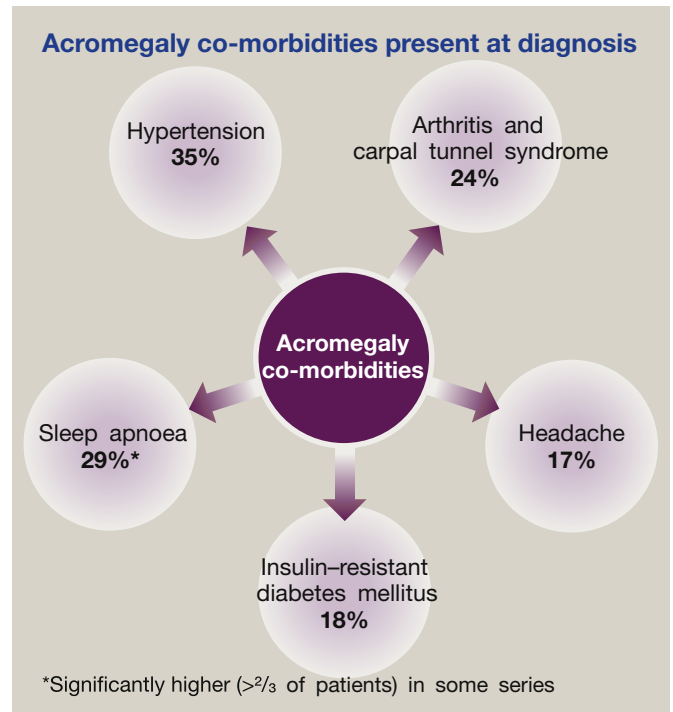 Acromegaly co-morbidities present at diagnosis
Hypertension
35%
Arthritis and
carpal tunnel syndrome
24%
Acromegaly
co-morbidities
Sleep apnoea
29%*
Headache
17%
Insulin–resistant
diabetes mellitus
18%
*Significantly higher (>²/₃ of patients) in some series